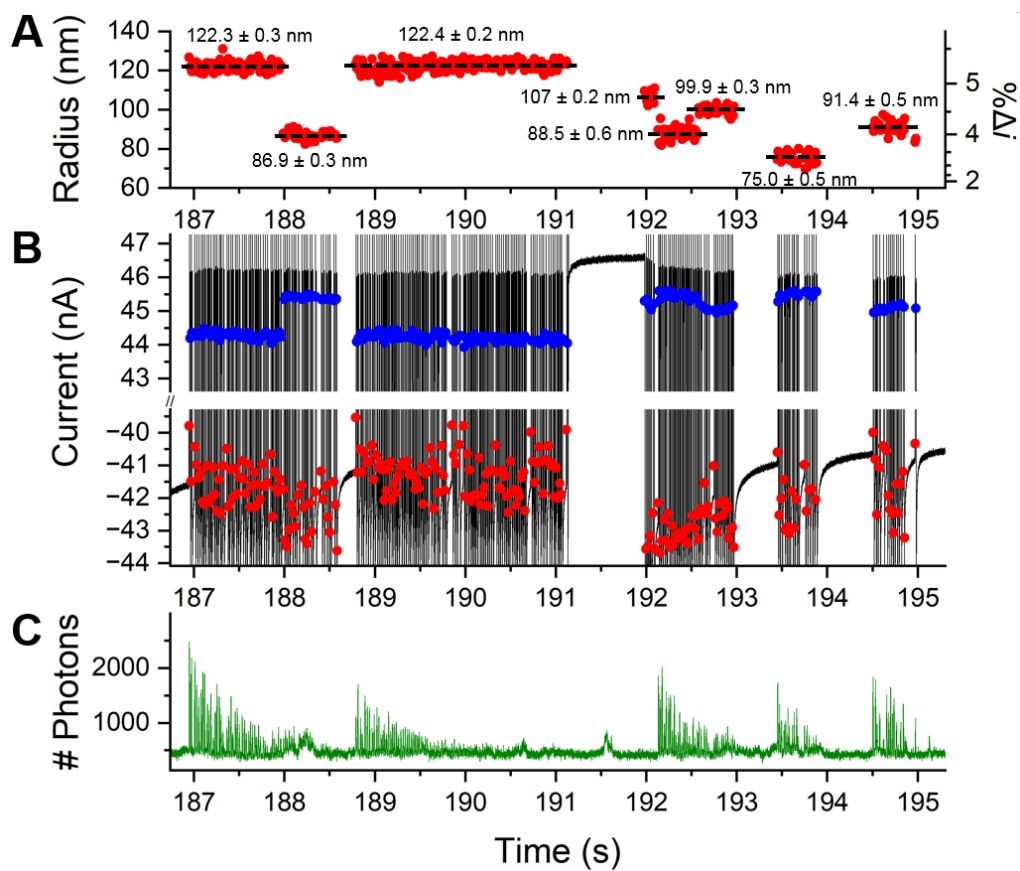 A
Radius (nm)
140
120
100
80
60
122.3 ± 0.3 nm
122.4 ± 0.2 nm
86.9 ± 0.3 nm
107 ± 0.2 nm
99.9 ± 0.3 nm
88.5 ± 0.6 nm
75.0 ± 0.5 nm
91.4 ± 0.5 nm
5
4
2
%Δi
187 188 189 190 191 192 193 194 195
B
Current (nA)
47
46
45
44
43
//
−40
−41
−42
−43
−44
187 188 189 190 191 192 193 194 195
C
# Photons
2000
1000
187 188 189 190 191 192 193 194 195
Time (s)